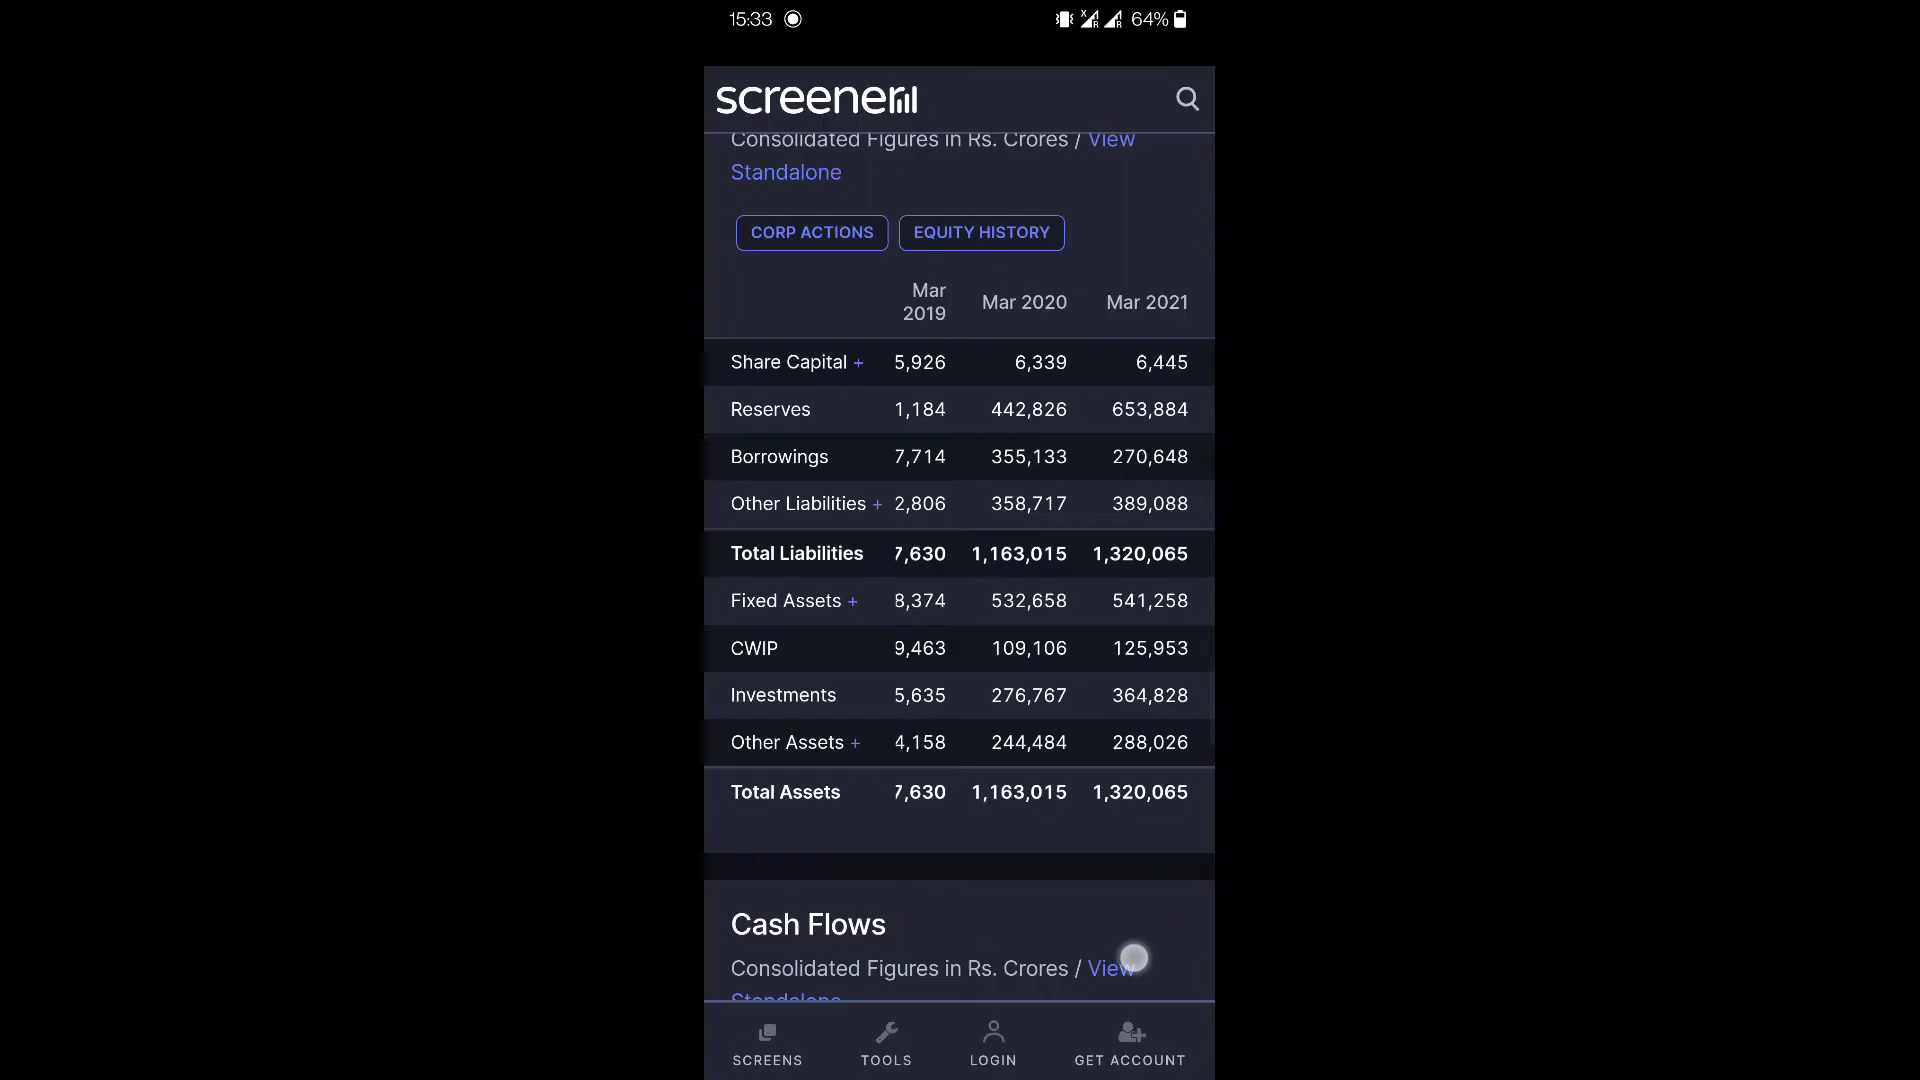 15:33 64%
screener
Consolidated Figures in Rs. Crores / View
Standalone
CORP ACTIONS EQUITY HISTORY
Mar 2019 Mar 2020 Mar 2021
Share Capital + 5,926 6,339 6,445
Reserves 1,184 442,826 653,884
Borrowings 7,714 355,133 270,648
Other Liabilities + 2,806 358,717 389,088
Total Liabilities 7,630 1,163,015 1,320,065
Fixed Assets + 8,374 532,658 541,258
CWIP 9,463 109,106 125,953
Investments 5,635 276,767 364,828
Other Assets + 4,158 244,484 288,026
Total Assets 7,630 1,163,015 1,320,065
Cash Flows
Consolidated Figures in Rs. Crores / View
Standalone
SCREENS TOOLS LOGIN GET ACCOUNT